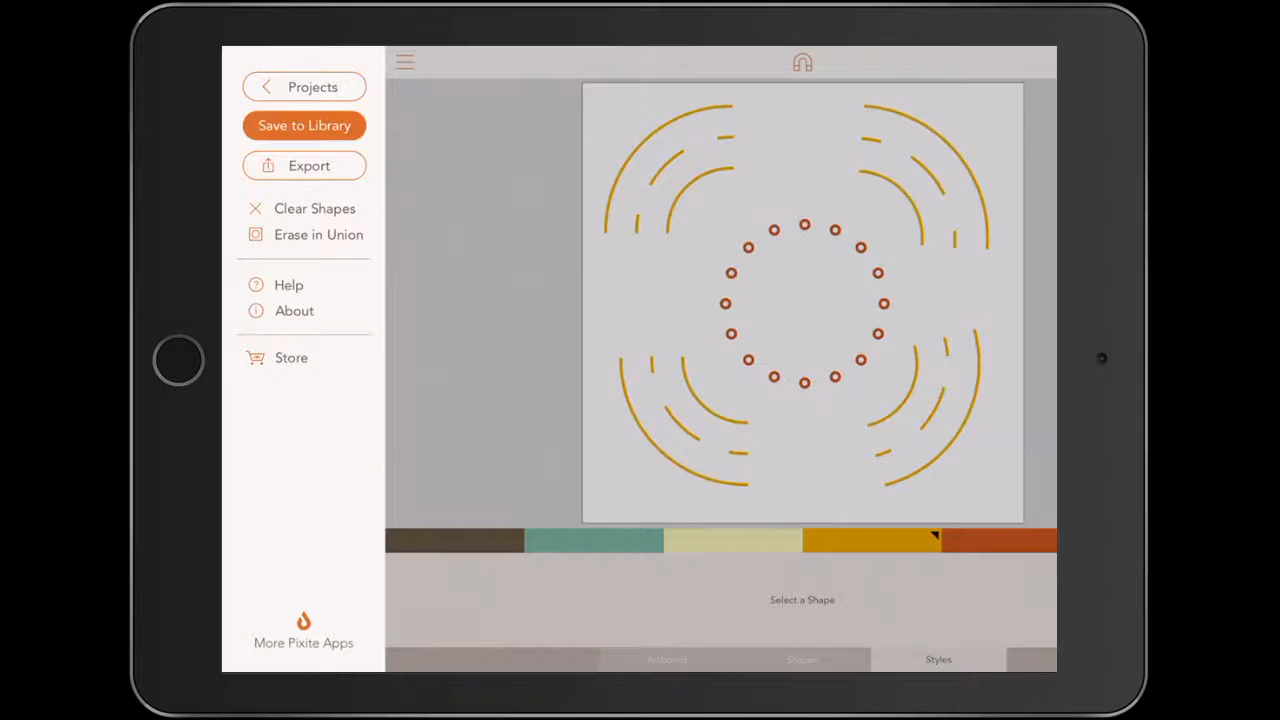 Projects
Save to Library
Export
Clear Shapes
Erase in Union
Help
About
Store
More Pixite Apps
Select a Shape
Artboard
Shapes
Styles